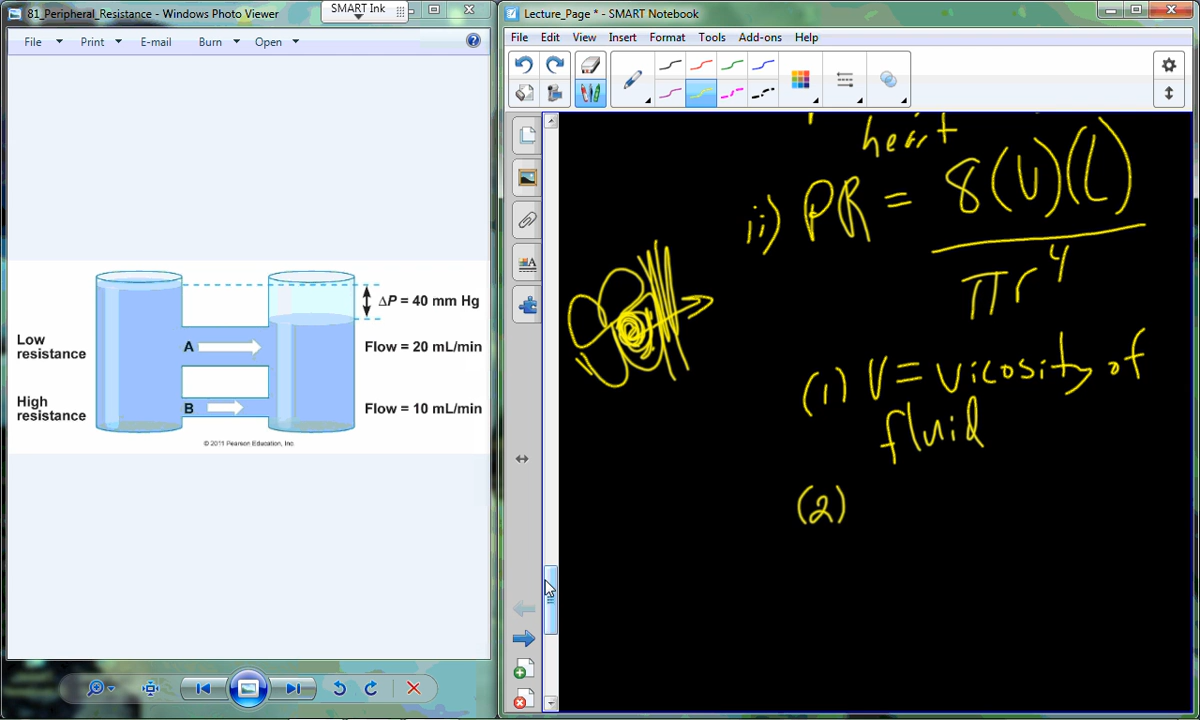 81_Peripheral_Resistance - Windows Photo Viewer
SMART Ink
File Print E-mail Burn Open
Low resistance
High resistance
A
B
ΔP = 40 mm Hg
Flow = 20 mL/min
Flow = 10 mL/min
© 2011 Pearson Education, Inc.
Lecture_Page * - SMART Notebook
File Edit View Insert Format Tools Add-ons Help
heart
ii) PR = 8(V)(L)
πr⁴
(1) V = vicosity of
fluid
(2)